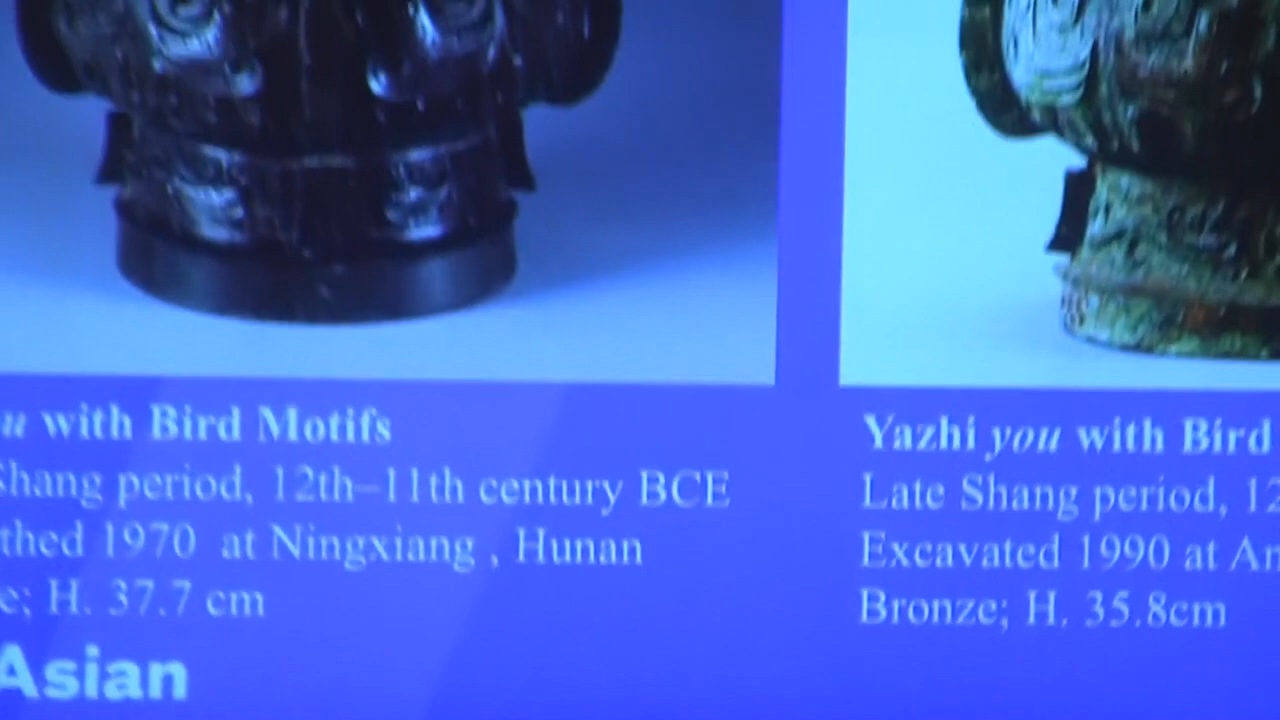 u with Bird Motifs
Shang period, 12th–11th century BCE
thed 1970 at Ningxiang , Hunan
e; H. 37.7 cm
Asian
Yazhi you with Bird
Late Shang period, 12
Excavated 1990 at An
Bronze; H. 35.8cm